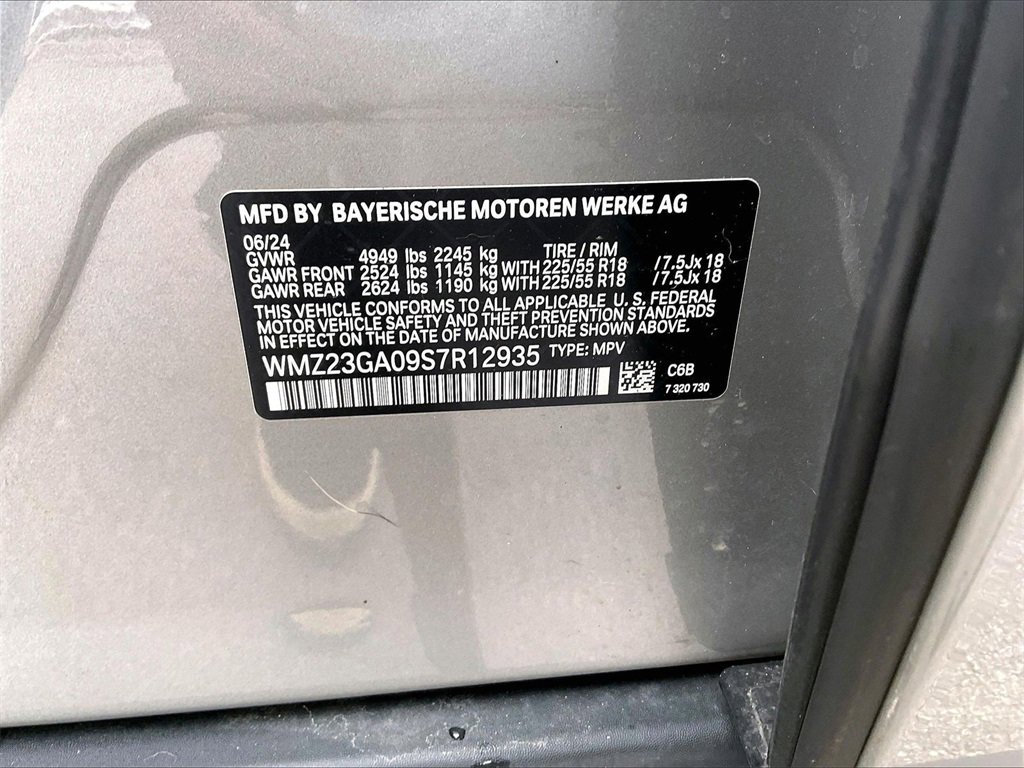 MFD BY BAYERISCHE MOTOREN WERKE AG
06/24 TIRE / RIM
GVWR 4949 lbs 2245 kg
GAWR FRONT 2524 lbs 1145 kg WITH 225/55 R18 /7.5Jx 18
GAWR REAR 2624 lbs 1190 kg WITH 225/55 R18 /7.5Jx 18
THIS VEHICLE CONFORMS TO ALL APPLICABLE U. S. FEDERAL
MOTOR VEHICLE SAFETY AND THEFT PREVENTION STANDARDS
IN EFFECT ON THE DATE OF MANUFACTURE SHOWN ABOVE.
WMZ23GA09S7R12935 TYPE: MPV
C6B
7 320 730